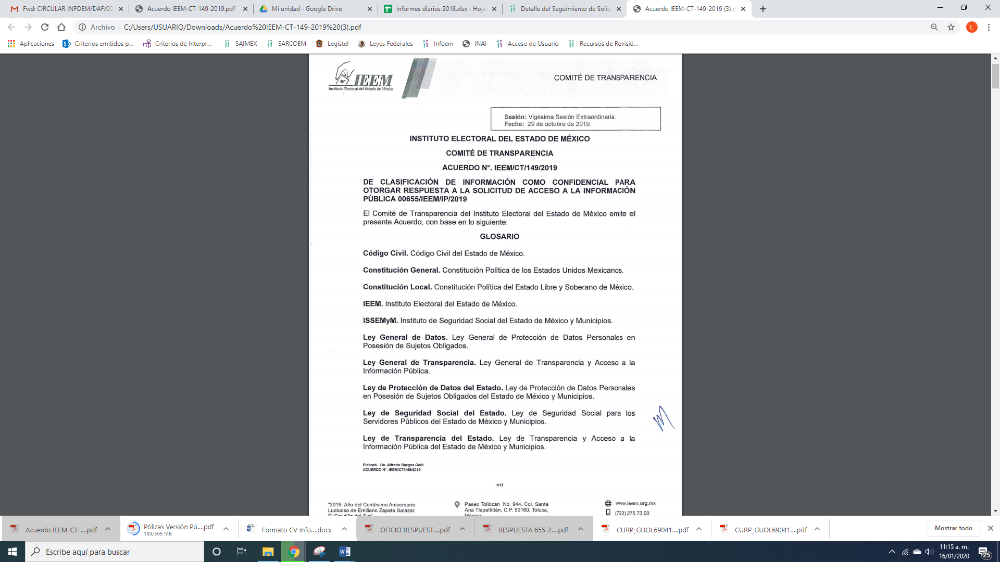 Fwd: CIRCULAR INFOEM/DAF/00
Acuerdo IEEM-CT-149-2019.pdf
Mi unidad - Google Drive
informes diarios 2018.xlsx - Hoja
Detalle del Seguimiento de Solici
Acuerdo IEEM-CT-149-2019 (3).p
Archivo
C:/Users/USUARIO/Downloads/Acuerdo%20IEEM-CT-149-2019%20(3).pdf
L
Aplicaciones
Criterios emitidos p...
Criterios de Interpr...
SAIMEX
SARCOEM
Legistel
Leyes Federales
Infoem
INAI
Acceso de Usuario
Recursos de Revisió...
IEEM
Instituto Electoral del Estado de México
COMITÉ DE TRANSPARENCIA
Sesión: Vigésima Sesión Extraordinaria.
Fecha: 29 de octubre de 2019.
INSTITUTO ELECTORAL DEL ESTADO DE MÉXICO
COMITÉ DE TRANSPARENCIA
ACUERDO N°. IEEM/CT/149/2019
DE CLASIFICACIÓN DE INFORMACIÓN COMO CONFIDENCIAL PARA
OTORGAR RESPUESTA A LA SOLICITUD DE ACCESO A LA INFORMACIÓN
PÚBLICA 00655/IEEM/IP/2019
El Comité de Transparencia del Instituto Electoral del Estado de México emite el
presente Acuerdo, con base en lo siguiente:
GLOSARIO
Código Civil. Código Civil del Estado de México.
Constitución General. Constitución Política de los Estados Unidos Mexicanos.
Constitución Local. Constitución Política del Estado Libre y Soberano de México.
IEEM. Instituto Electoral del Estado de México.
ISSEMyM. Instituto de Seguridad Social del Estado de México y Municipios.
Ley General de Datos. Ley General de Protección de Datos Personales en
Posesión de Sujetos Obligados.
Ley General de Transparencia. Ley General de Transparencia y Acceso a la
Información Pública.
Ley de Protección de Datos del Estado. Ley de Protección de Datos Personales
en Posesión de Sujetos Obligados del Estado de México y Municipios.
Ley de Seguridad Social del Estado. Ley de Seguridad Social para los
Servidores Públicos del Estado de México y Municipios.
Ley de Transparencia del Estado. Ley de Transparencia y Acceso a la
Información Pública del Estado de México y Municipios.
Elaboró. Lic. Alfredo Burgos Cohl
ACUERDO N°. IEEM/CT/149/2019
1/17
"2019. Año del Centésimo Aniversario
Luctuoso de Emiliano Zapata Salazar.
El Caudillo del Sur"
Paseo Tollocan No. 944, Col. Santa
Ana Tlapaltitlán, C.P. 50160, Toluca,
México
www.ieem.org.mx
(722) 275 73 00
Acuerdo IEEM-CT-....pdf
Pólizas Versión Pú....pdf
189/365 MB
Formato CV Info....docx
OFICIO RESPUEST....pdf
RESPUESTA 655-2....pdf
CURP_GUOL69041....pdf
CURP_GUOL69041....pdf
Mostrar todo
Escribe aquí para buscar
11:15 a. m.
16/01/2020
25